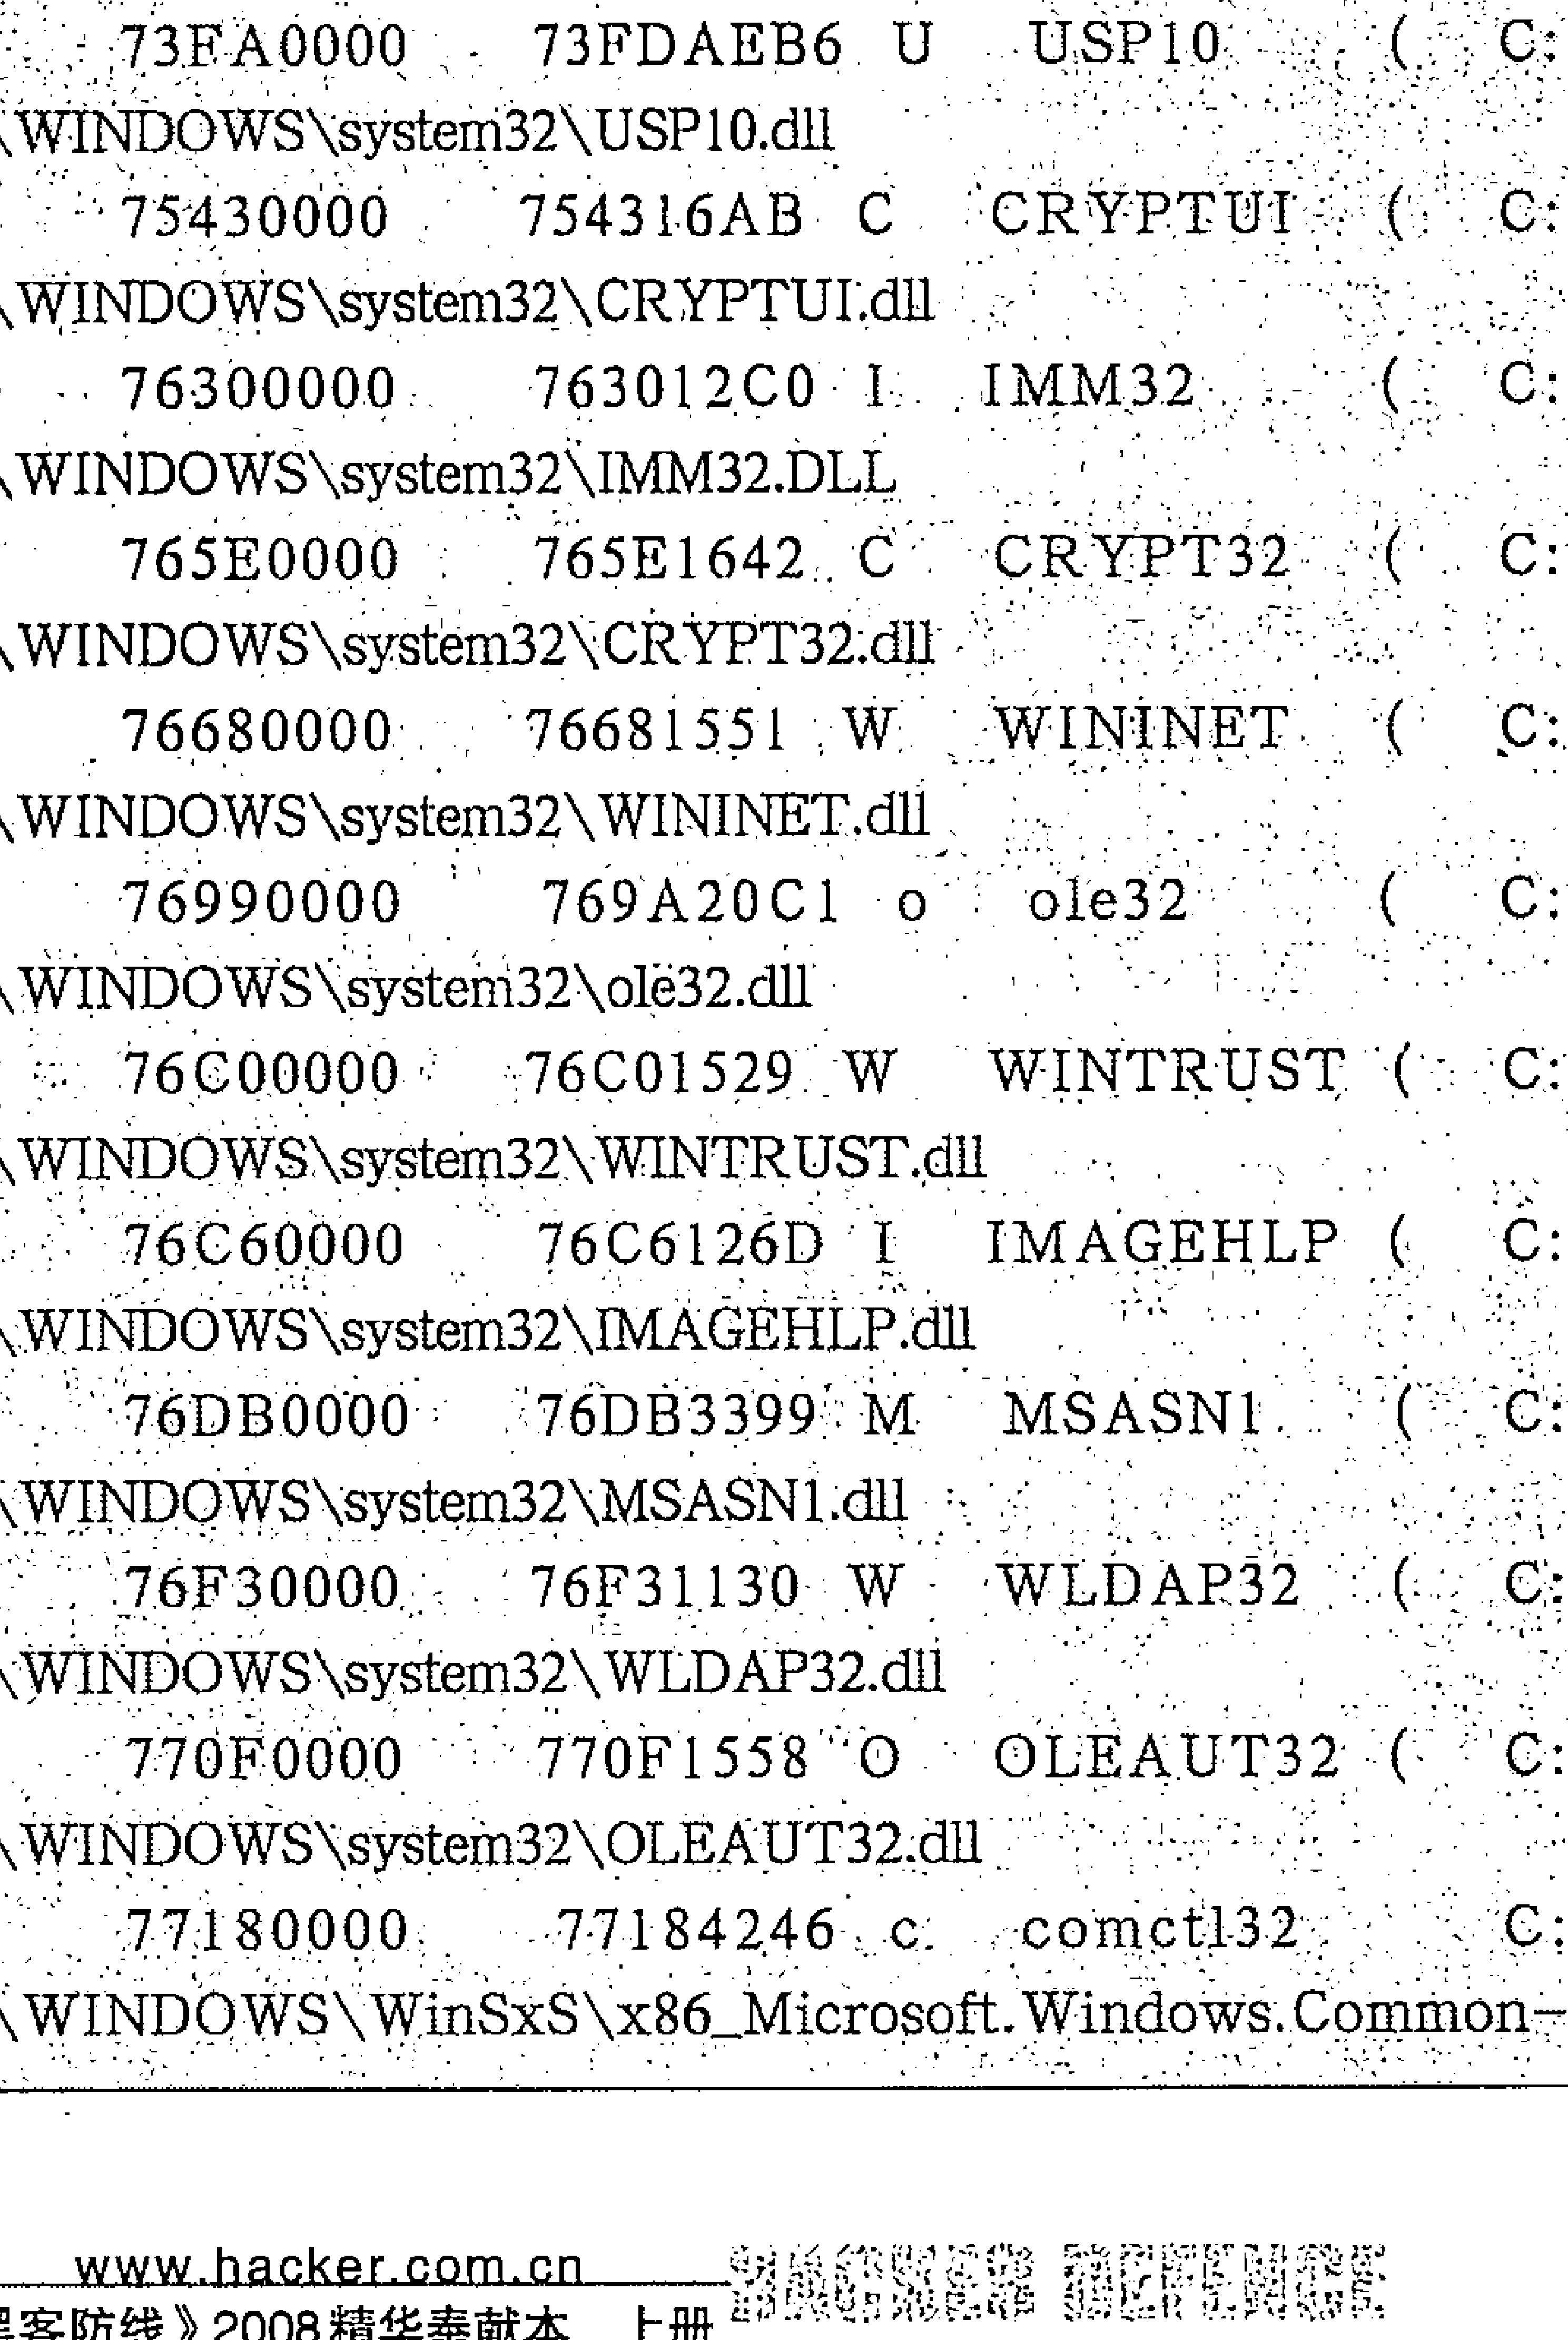 73FA0000 73FDAEB6 U USP10 ( C:
\WINDOWS\system32\USP10.dll
75430000 754316AB C CRYPTUI ( C:
\WINDOWS\system32\CRYPTUI.dll
76300000 763012C0 I IMM32 ( C:
\WINDOWS\system32\IMM32.DLL
765E0000 765E1642 C CRYPT32 ( C:
\WINDOWS\system32\CRYPT32.dll
76680000 76681551 W WININET ( C:
\WINDOWS\system32\WININET.dll
76990000 769A20C1 o ole32 ( C:
\WINDOWS\system32\ole32.dll
76C00000 76C01529 W WINTRUST ( C:
\WINDOWS\system32\WINTRUST.dll
76C60000 76C6126D I IMAGEHLP ( C:
\WINDOWS\system32\IMAGEHLP.dll
76DB0000 76DB3399 M MSASN1 ( C:
\WINDOWS\system32\MSASN1.dll
76F30000 76F31130 W WLDAP32 ( C:
\WINDOWS\system32\WLDAP32.dll
770F0000 770F1558 O OLEAUT32 ( C:
\WINDOWS\system32\OLEAUT32.dll
77180000 77184246 c comctl32 C:
\WINDOWS\WinSxS\x86_Microsoft.Windows.Common-
www.hacker.com.cn HACKER DEFENCE
黑客防线》2008精华奉献本 上册